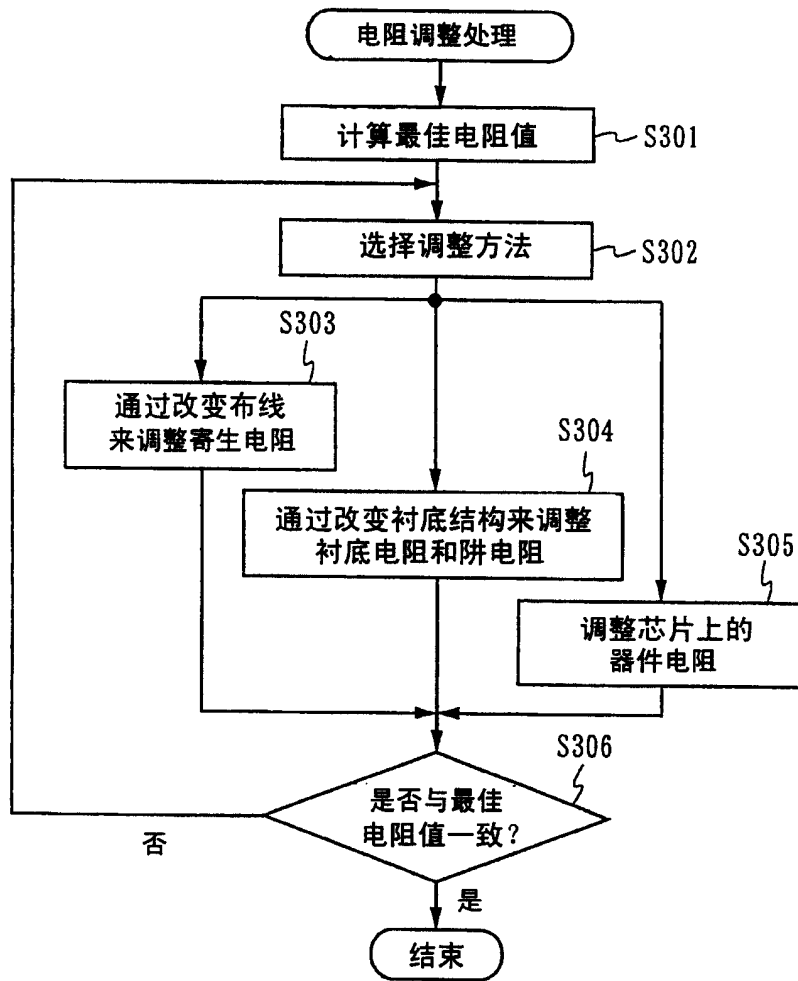 电阻调整处理
计算最佳电阻值
S301
选择调整方法
S302
S303
通过改变布线
来调整寄生电阻
S304
通过改变衬底结构来调整
衬底电阻和阱电阻
S305
调整芯片上的
器件电阻
S306
是否与最佳
电阻值一致？
否
是
结束